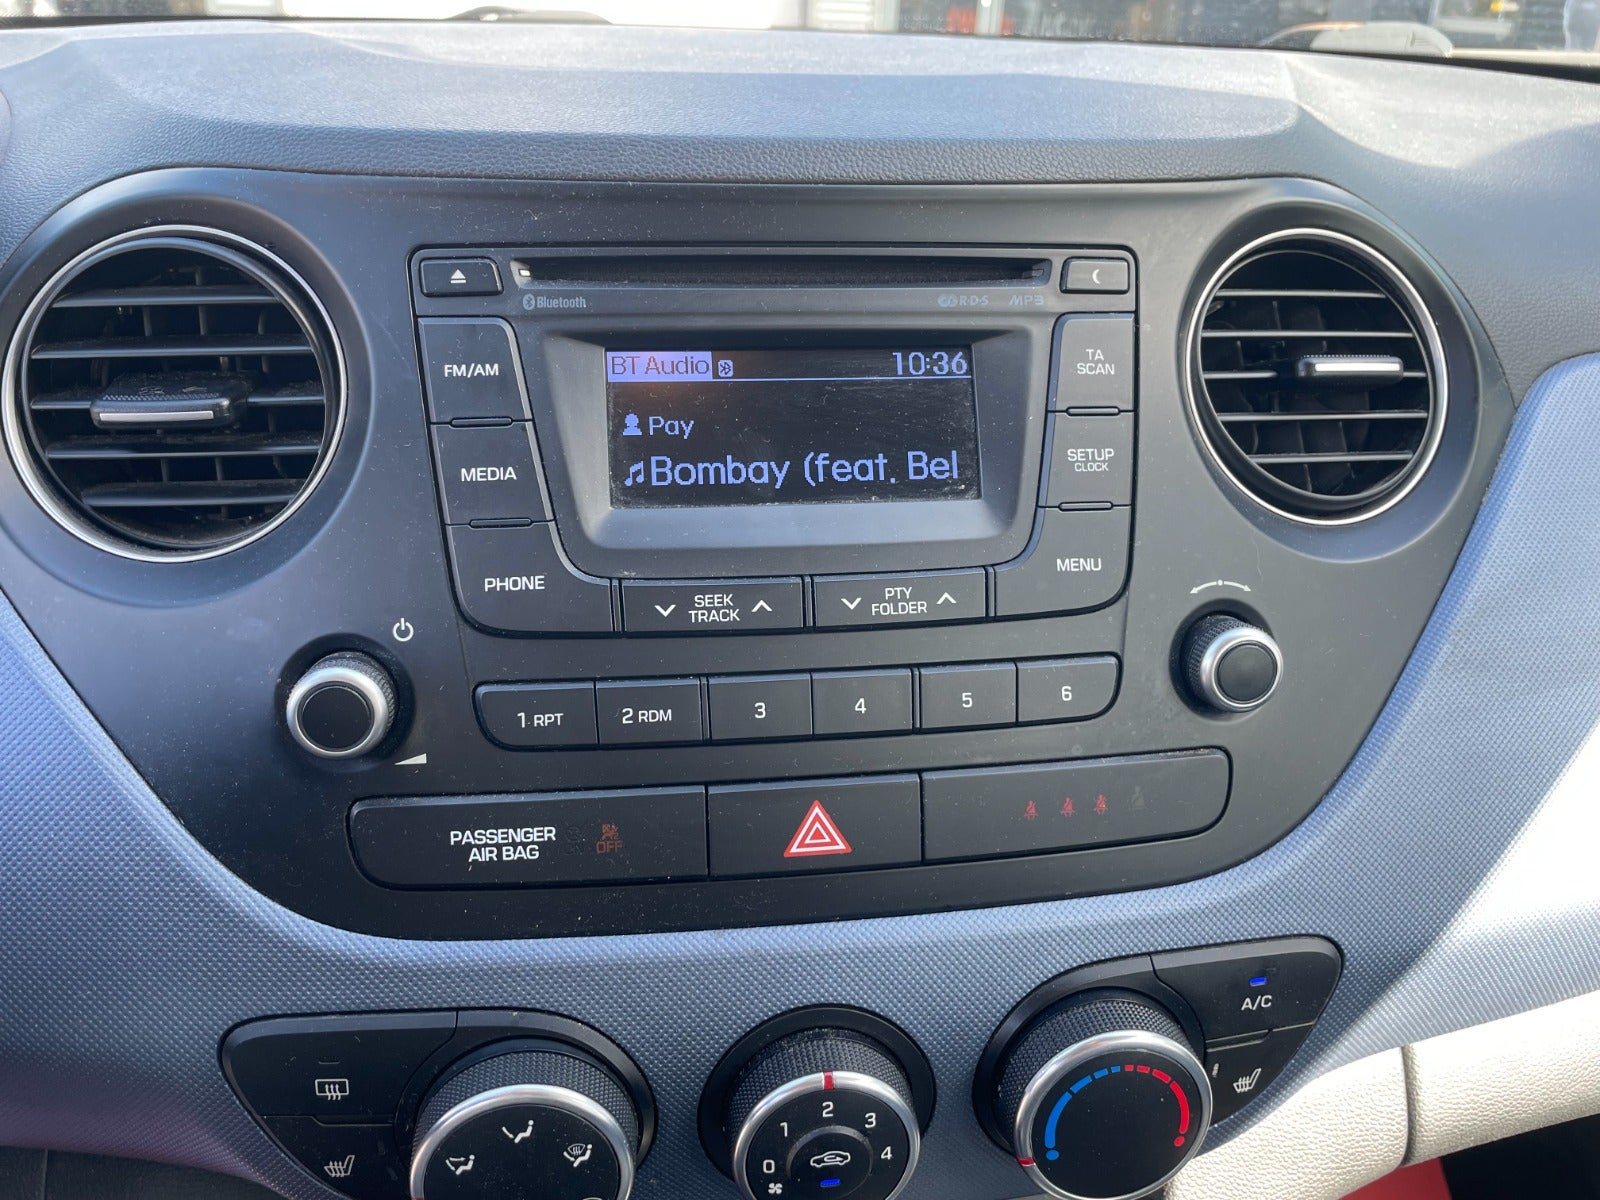 Bluetooth
R·D·S MP3
BT Audio 10:36
Pay
Bombay (feat. Bel
FM/AM
MEDIA
PHONE
TA
SCAN
SETUP
CLOCK
MENU
SEEK
TRACK
PTY
FOLDER
1 RPT 2 RDM 3 4 5 6
PASSENGER
AIR BAG
OFF
A/C
0 1 2 3 4